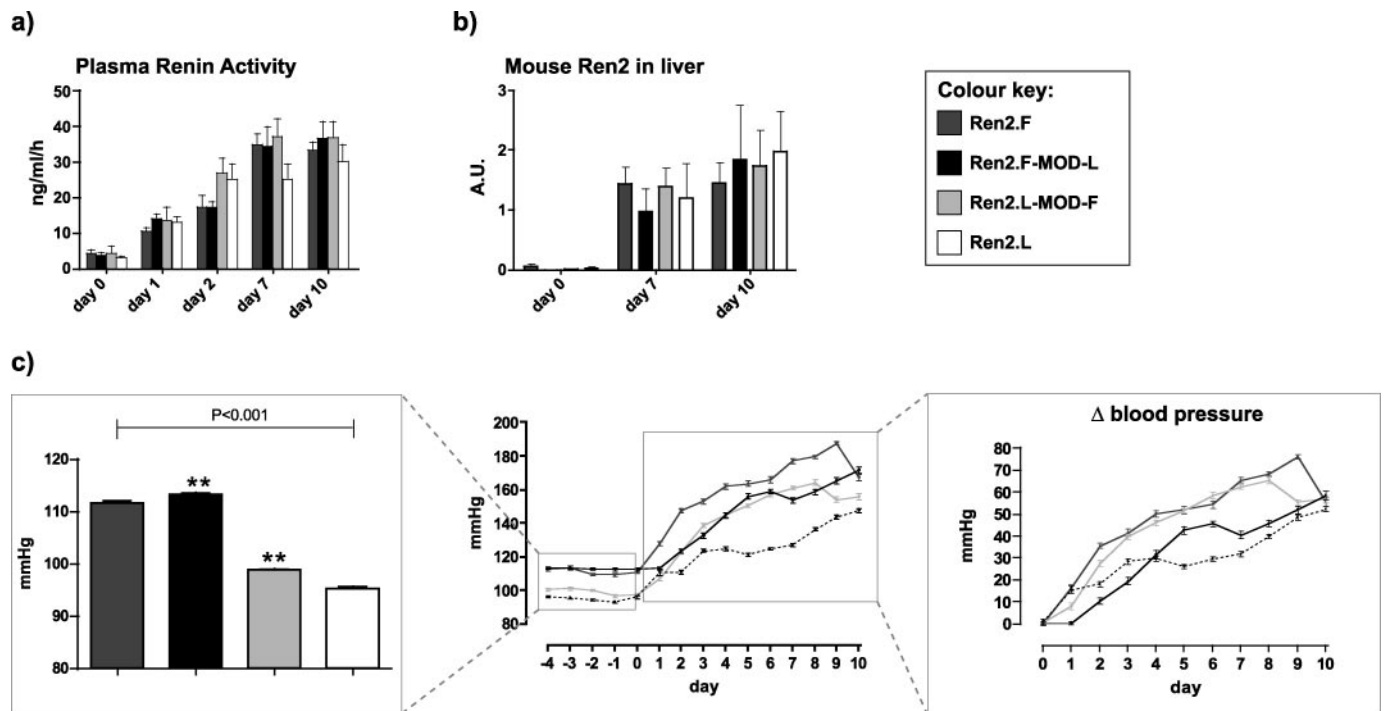 a)
Plasma Renin Activity
ng/ml/h
50
40
30
20
10
0
day 0
day 1
day 2
day 7
day 10
b)
Mouse Ren2 in liver
A.U.
3
2
1
0
day 0
day 7
day 10
Colour key:
Ren2.F
Ren2.F-MOD-L
Ren2.L-MOD-F
Ren2.L
c)
P<0.001
mmHg
120
110
100
90
80
**
**
mmHg
200
180
160
140
120
100
80
-4 -3 -2 -1 0 1 2 3 4 5 6 7 8 9 10
day
Δ blood pressure
mmHg
80
70
60
50
40
30
20
10
0
0 1 2 3 4 5 6 7 8 9 10
day